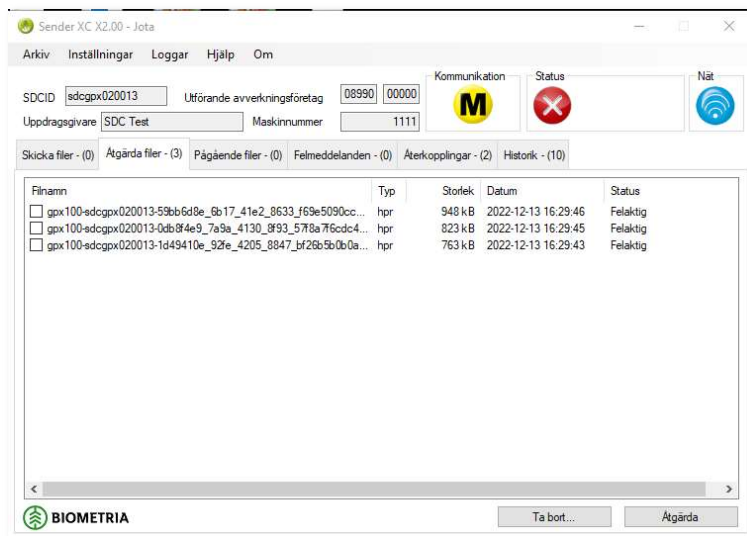 Sender XC X2.00 - Jota
Arkiv Inställningar Loggar Hjälp Om
Kommunikation Status Nät
SDCID sdcgpx020013 Utförande avverkningsföretag 08990 00000
M
Uppdragsgivare SDC Test Maskinnummer 1111
Skicka filer - (0) Åtgärda filer - (3) Pågående filer - (0) Felmeddelanden - (0) Återkopplingar - (2) Historik - (10)
Filnamn Typ Storlek Datum Status
gpx100-sdcgpx020013-59bb6d8e_6b17_41e2_8633_f69e5090cc... hpr 948 kB 2022-12-13 16:29:46 Felaktig
gpx100-sdcgpx020013-0db8f4e9_7a9a_4130_8f93_57f8a7f6cdc4... hpr 823 kB 2022-12-13 16:29:45 Felaktig
gpx100-sdcgpx020013-1d49410e_92fe_4205_8847_bf26b5b0b0a... hpr 763 kB 2022-12-13 16:29:43 Felaktig
BIOMETRIA Ta bort... Åtgärda